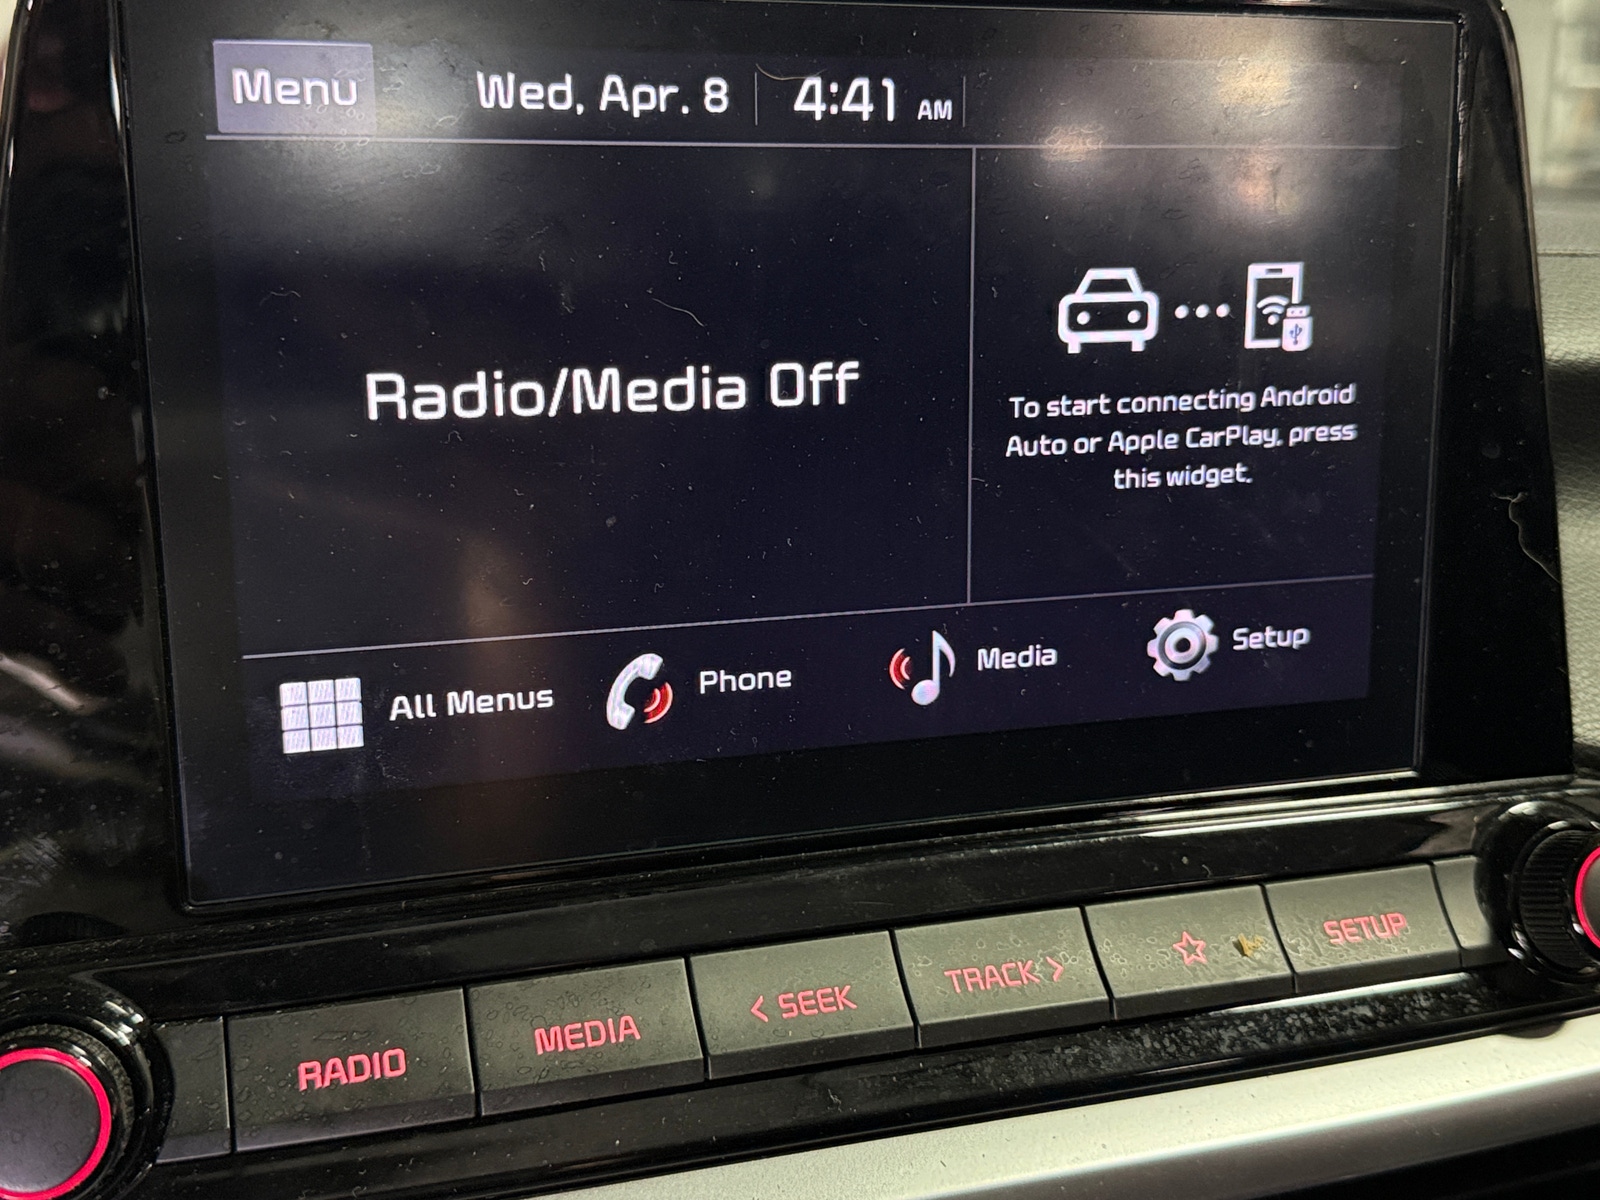 Menu
Wed, Apr. 8
4:41 AM
Radio/Media Off
To start connecting Android
Auto or Apple CarPlay, press
this widget.
All Menus
Phone
Media
Setup
RADIO
MEDIA
< SEEK
TRACK >
☆
SETUP